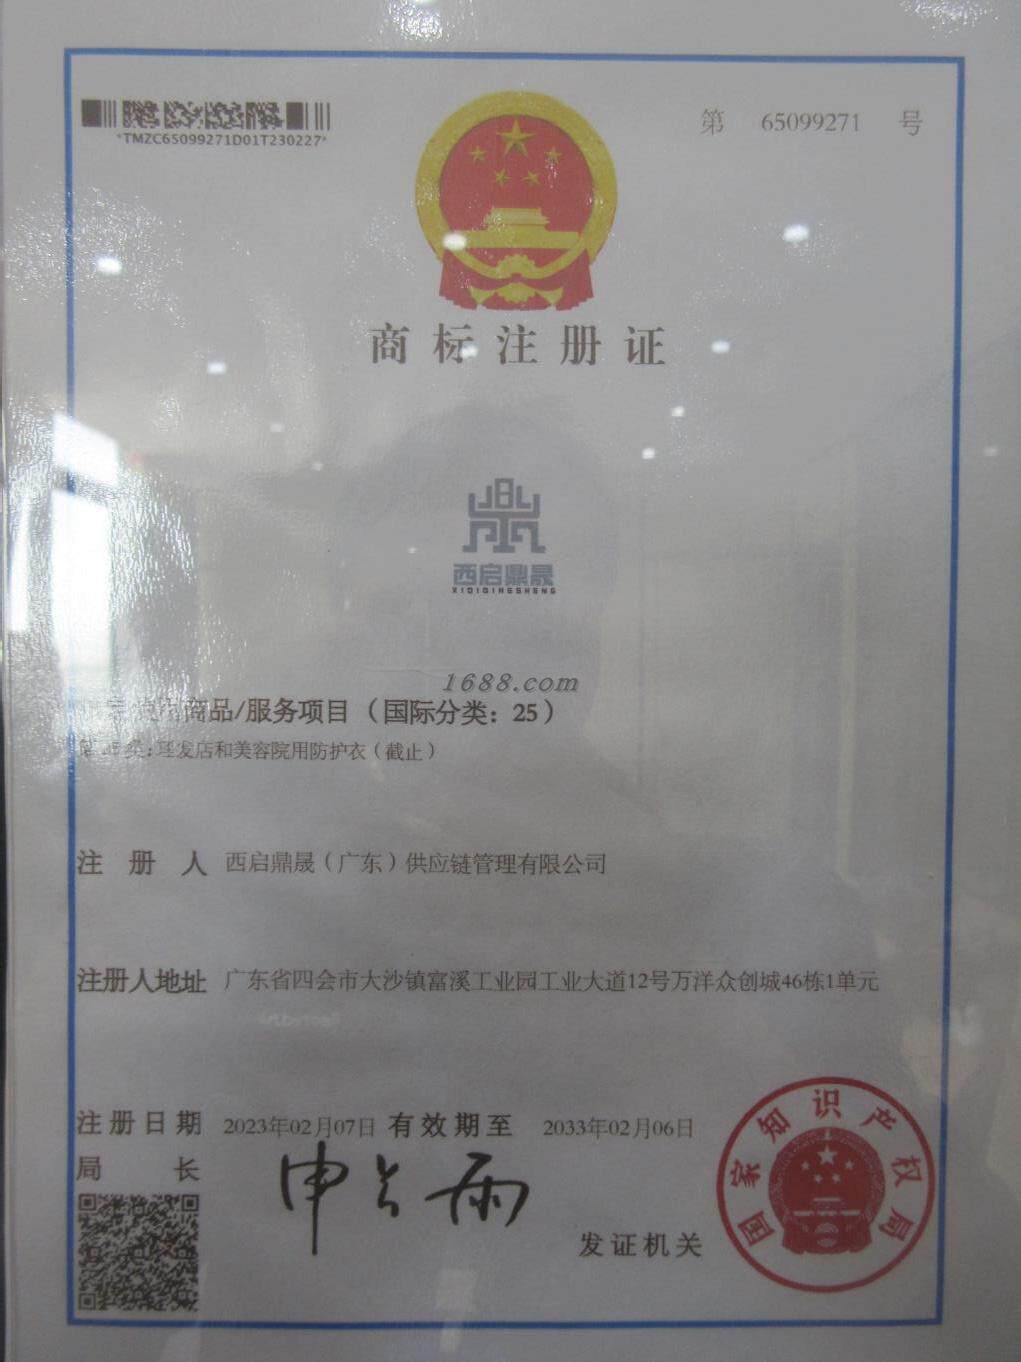 *TMZC65099271D01T230227*
第 65099271 号
商标注册证
西启鼎晟
XIQIDINGSHENG
1688.com
商品/服务项目（国际分类：25）
类:理发店和美容院用防护衣（截止）
注册人 西启鼎晟（广东）供应链管理有限公司
注册人地址 广东省四会市大沙镇富溪工业园工业大道12号万洋众创城46栋1单元
注册日期 2023年02月07日 有效期至 2033年02月06日
局长 申长雨
发证机关
国家知识产权局